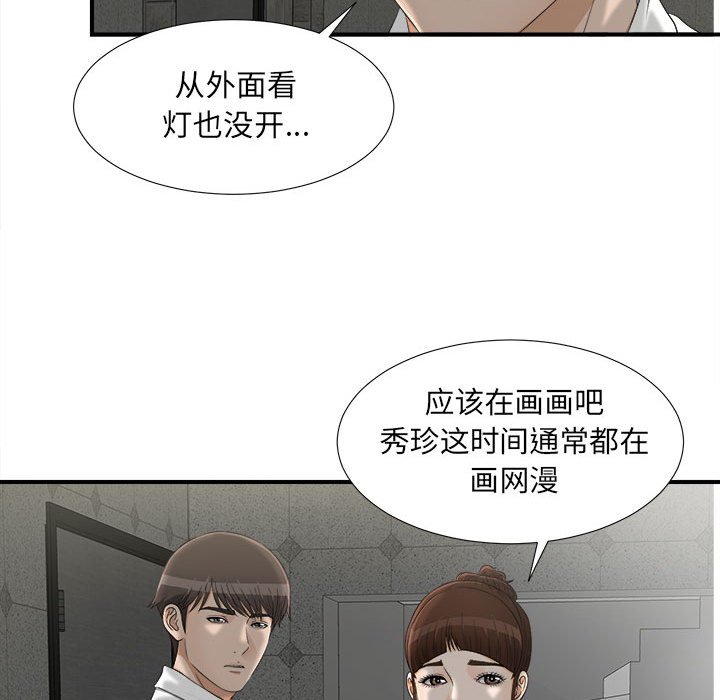 从外面看
灯也没开...
应该在画画吧
秀珍这时间通常都在
画网漫